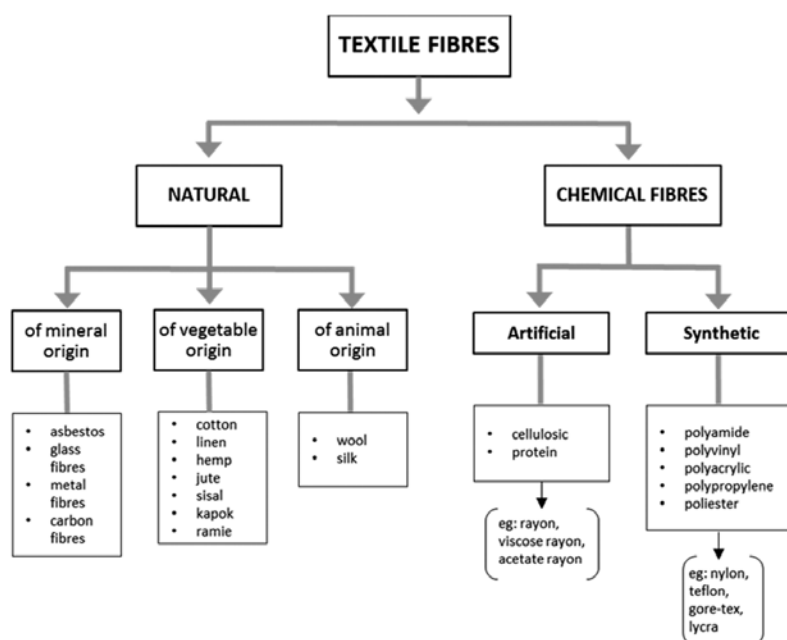 TEXTILE FIBRES
NATURAL
CHEMICAL FIBRES
of mineral
origin
of vegetable
origin
of animal
origin
Artificial
Synthetic
• asbestos
• glass
fibres
• metal
fibres
• carbon
fibres
• cotton
• linen
• hemp
• jute
• sisal
• kapok
• ramie
• wool
• silk
• cellulosic
• protein
• polyamide
• polyvinyl
• polyacrylic
• polypropylene
• poliester
eg: rayon,
viscose rayon,
acetate rayon
eg: nylon,
teflon,
gore-tex,
lycra